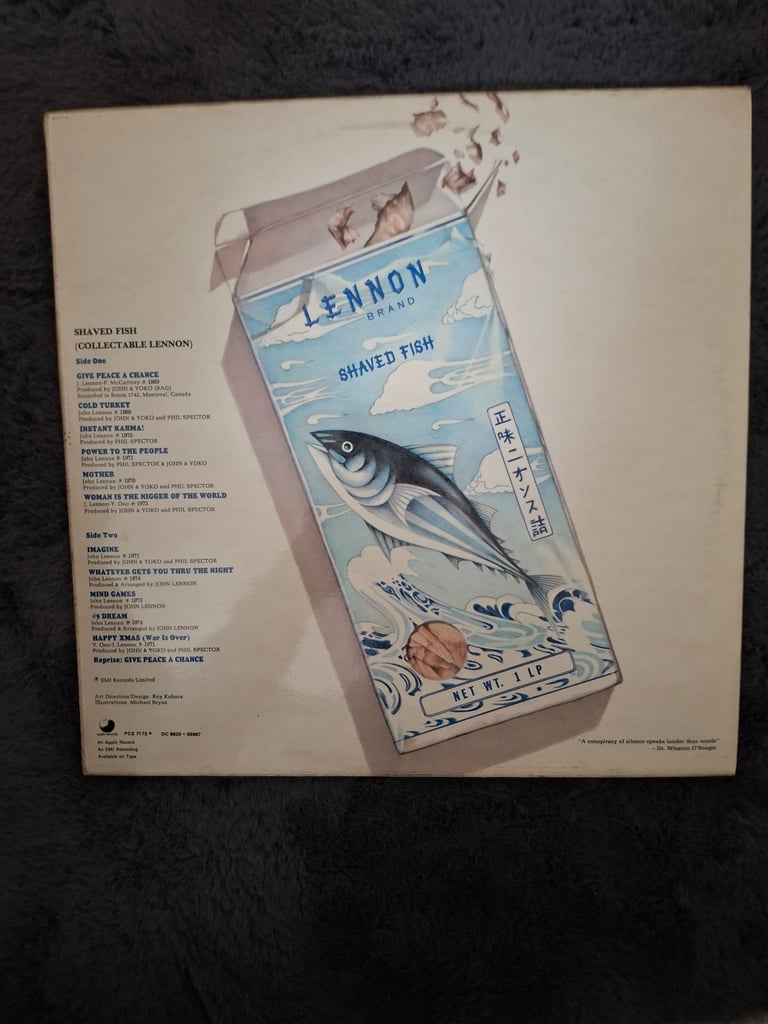 LENNON
BRAND
SHAVED FISH
正味二オンス詰
NET WT. 1 LP
SHAVED FISH
(COLLECTABLE LENNON)
Side One
GIVE PEACE A CHANCE
J. Lennon-P. McCartney ℗ 1969
Produced by JOHN & YOKO (BAG)
Recorded in Room 1742, Montreal, Canada
COLD TURKEY
John Lennon ℗ 1969
Produced by JOHN & YOKO and PHIL SPECTOR
INSTANT KARMA!
John Lennon ℗ 1970
Produced by PHIL SPECTOR
POWER TO THE PEOPLE
John Lennon ℗ 1971
Produced by PHIL SPECTOR & JOHN & YOKO
MOTHER
John Lennon ℗ 1970
Produced by JOHN & YOKO and PHIL SPECTOR
WOMAN IS THE NIGGER OF THE WORLD
J. Lennon-Y. Ono ℗ 1972
Produced by JOHN & YOKO and PHIL SPECTOR
Side Two
IMAGINE
John Lennon ℗ 1971
Produced by JOHN & YOKO and PHIL SPECTOR
WHATEVER GETS YOU THRU THE NIGHT
John Lennon ℗ 1974
Produced & Arranged by JOHN LENNON
MIND GAMES
John Lennon ℗ 1973
Produced by JOHN LENNON
#9 DREAM
John Lennon ℗ 1974
Produced & Arranged by JOHN LENNON
HAPPY XMAS (War Is Over)
Y. Ono-J. Lennon ℗ 1971
Produced by JOHN & YOKO and PHIL SPECTOR
Reprise: GIVE PEACE A CHANCE
℗ EMI Records Limited
Art Direction/Design: Roy Kohara
Illustrations: Michael Bryan
PCS 7173 OC 062○-05987
An Apple Record
An EMI Recording
Available on Tape
"A conspiracy of silence speaks louder than words"
– Dr. Winston O'Boogie